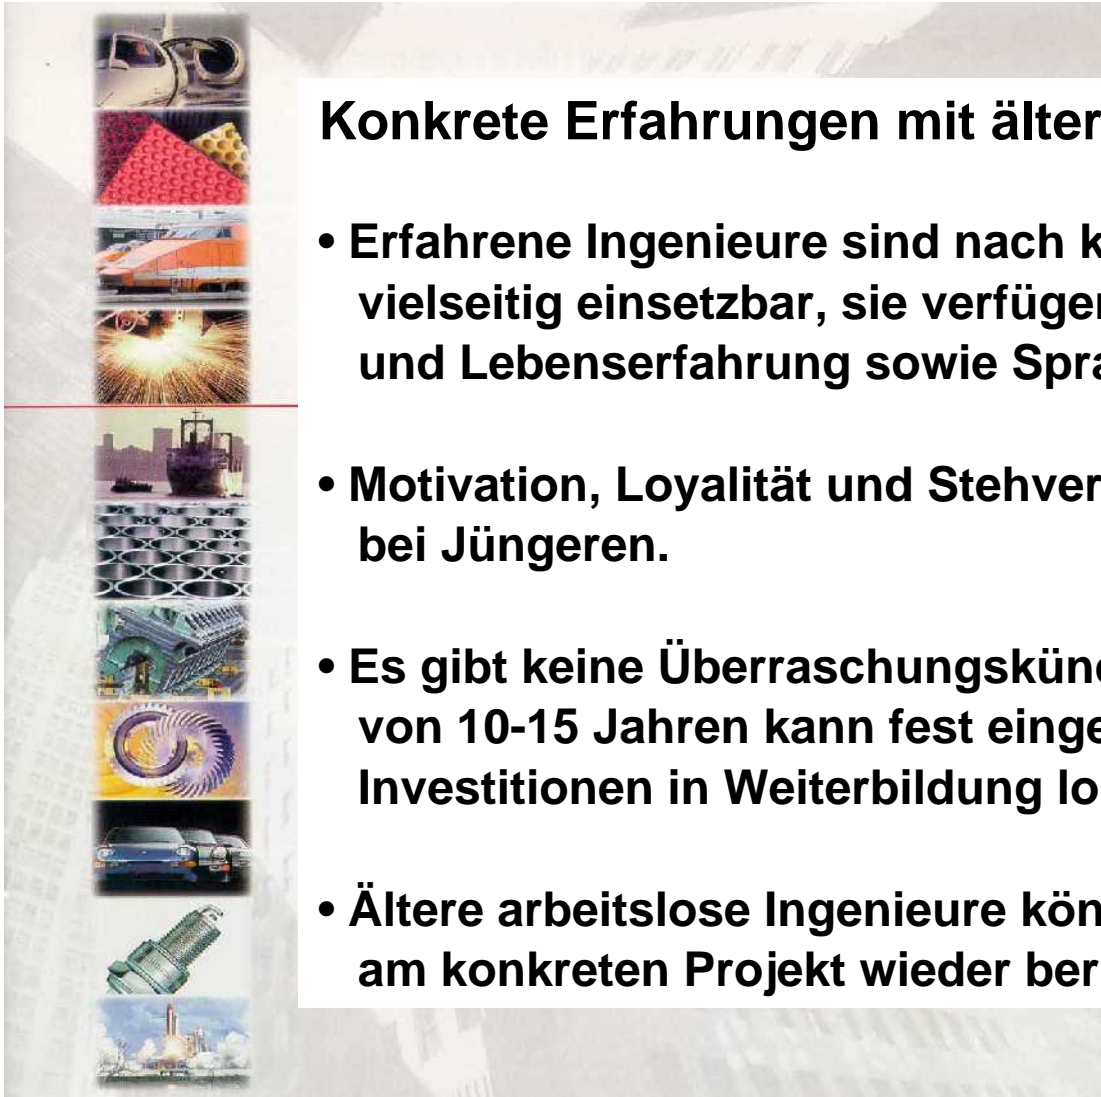 Konkrete Erfahrungen mit älter
• Erfahrene Ingenieure sind nach k
vielseitig einsetzbar, sie verfüger
und Lebenserfahrung sowie Spra
• Motivation, Loyalität und Stehver
bei Jüngeren.
• Es gibt keine Überraschungskünd
von 10-15 Jahren kann fest einge
Investitionen in Weiterbildung lo
• Ältere arbeitslose Ingenieure kön
am konkreten Projekt wieder ber